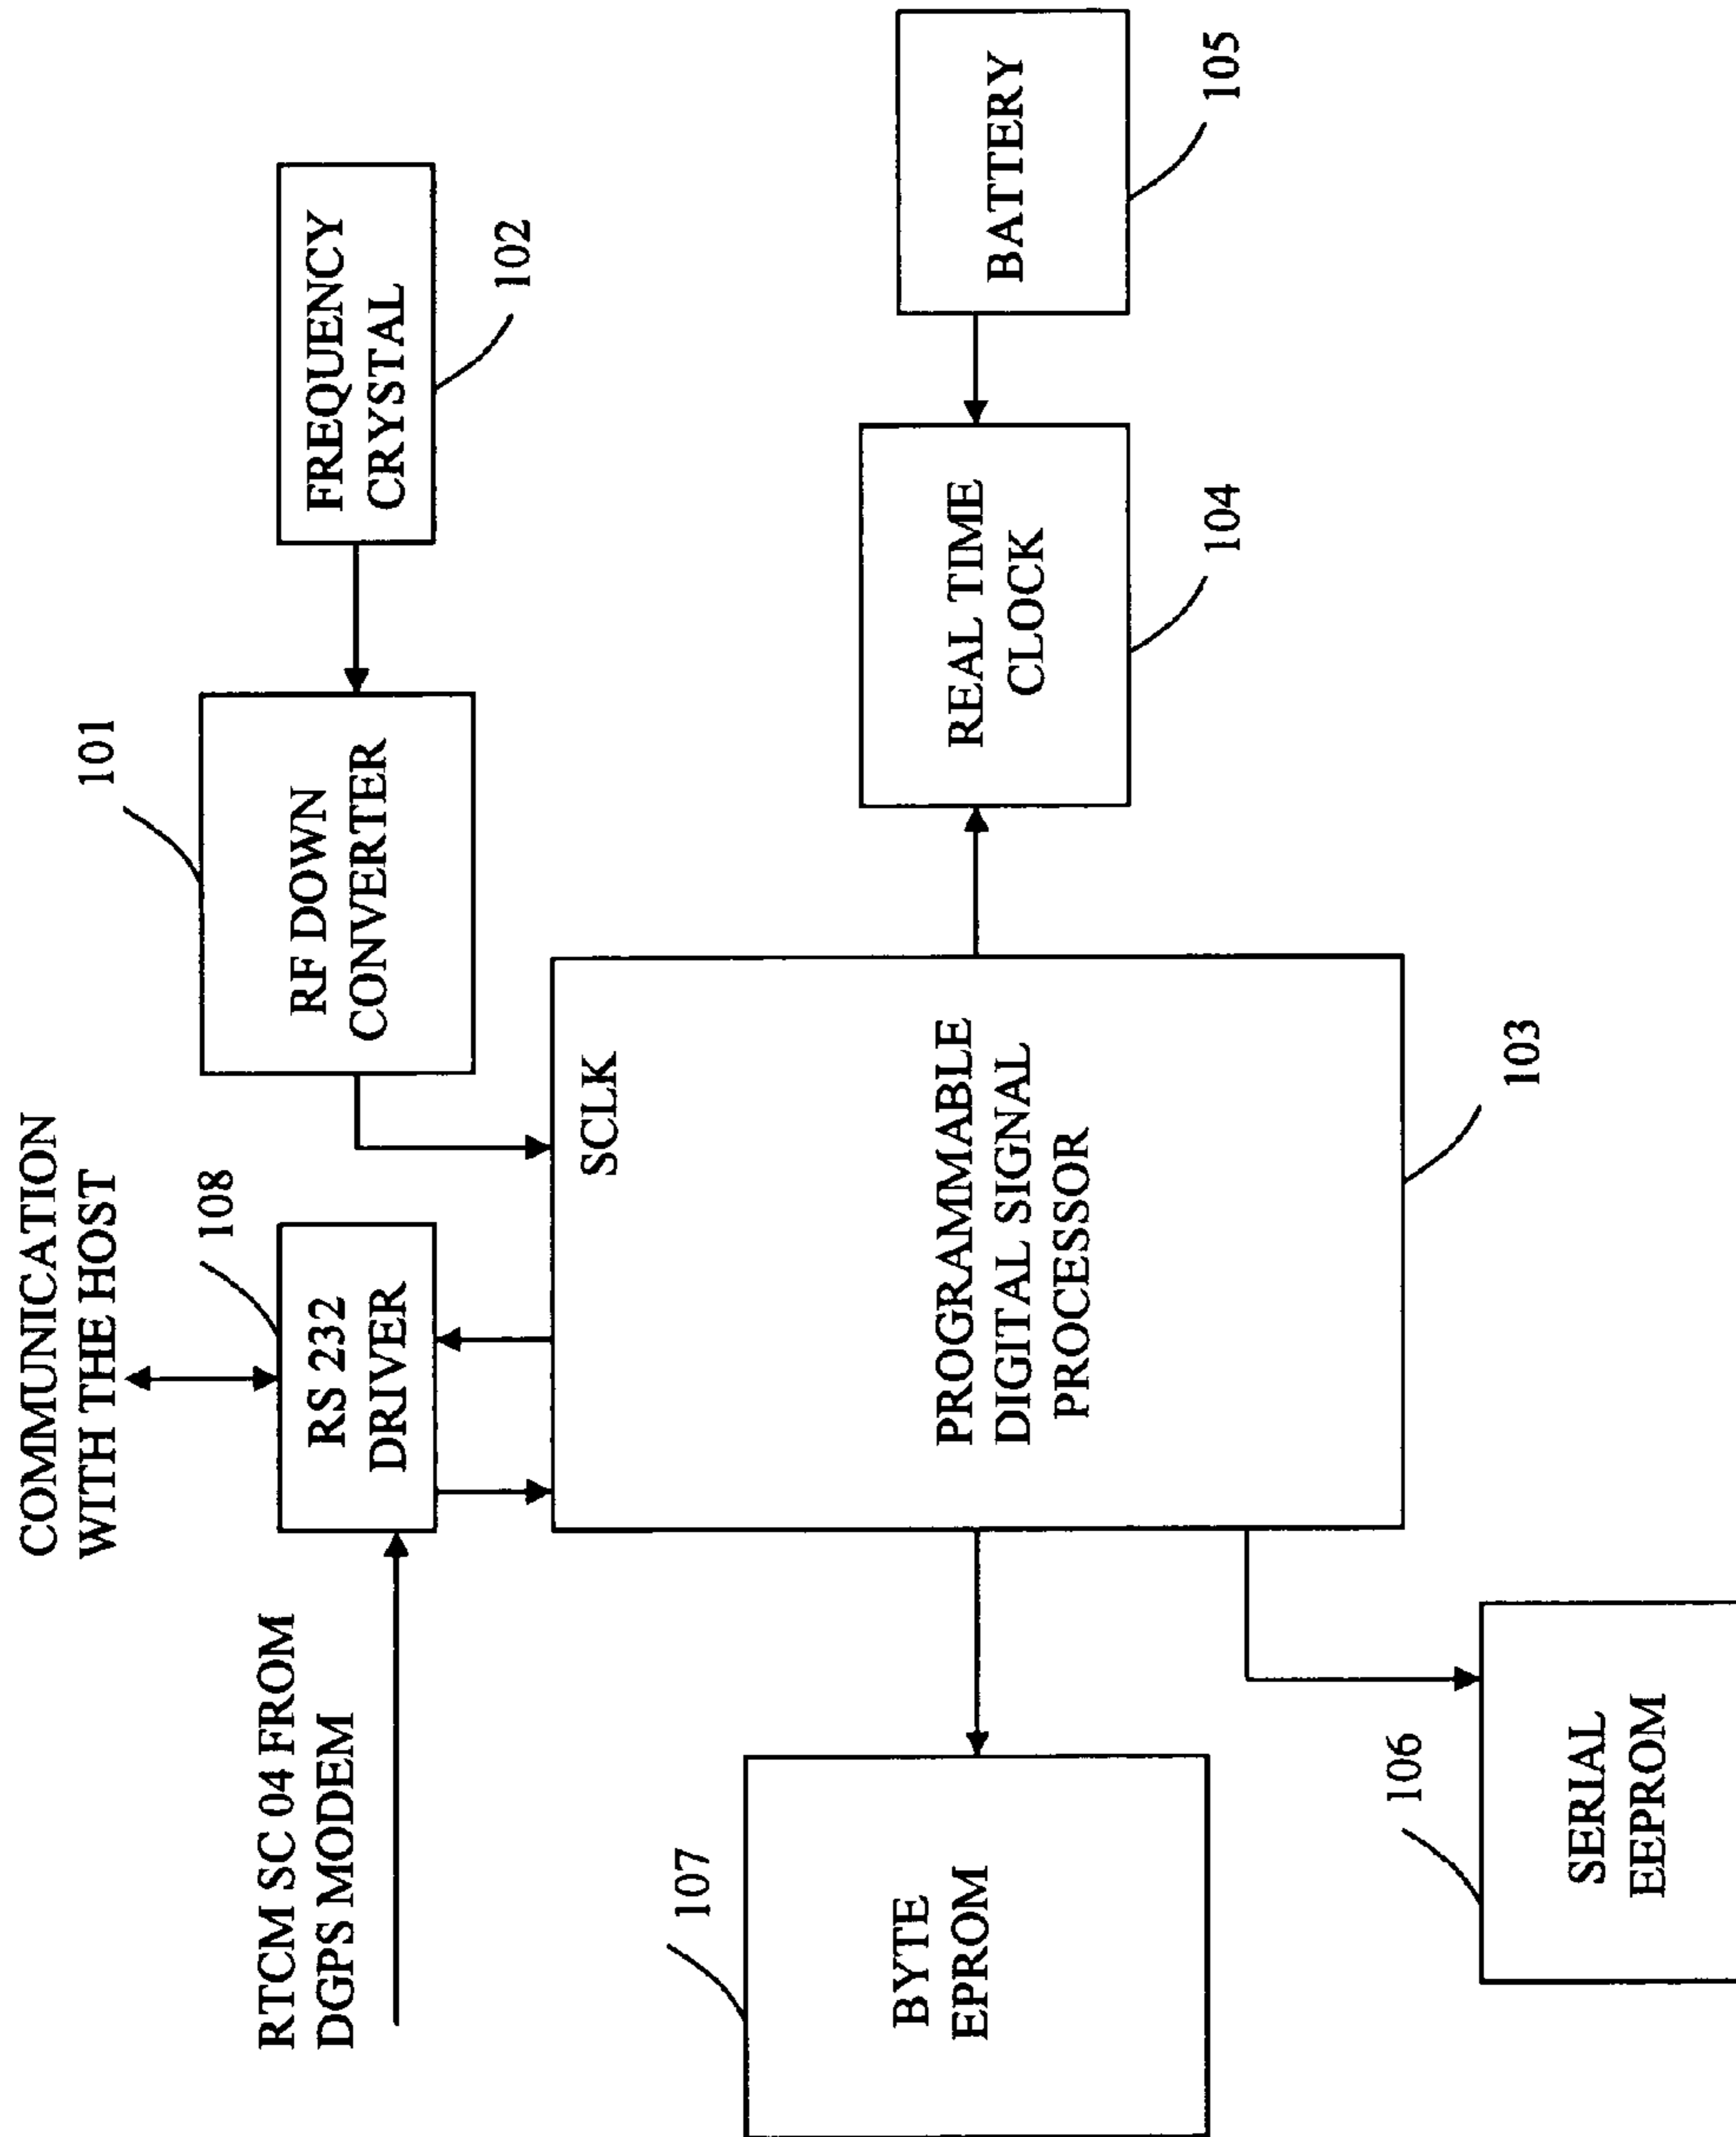 COMMUNICATION
WITH THE HOST
RTCM SC 04 FROM
DGPS MODEM
108
RS 232
DRIVER
101
RF DOWN
CONVERTER
FREQUENCY
CRYSTAL
102
SCLK
107
BYTE
EPROM
PROGRAMMABLE
DIGITAL SIGNAL
PROCESSOR
103
REAL TIME
CLOCK
104
BATTERY
105
106
SERIAL
EEPROM